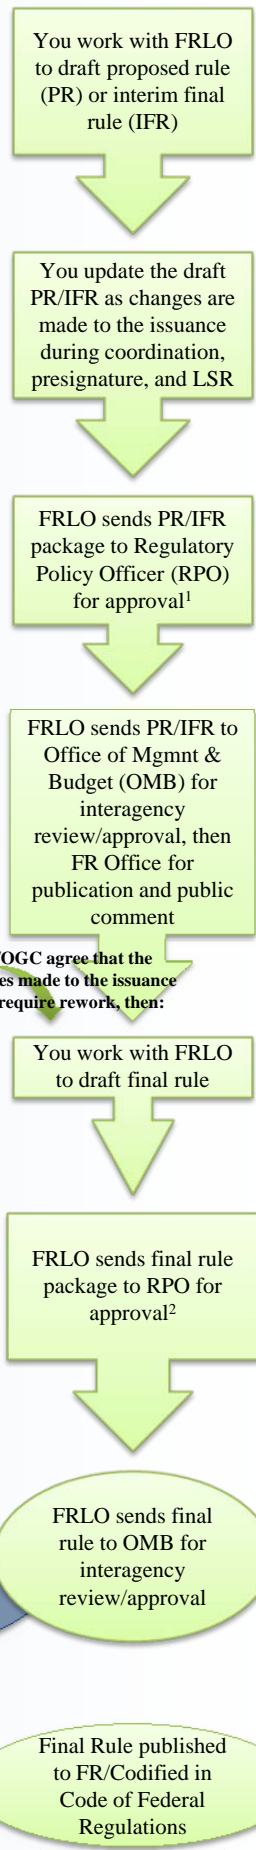 You work with FRLO
to draft proposed rule
(PR) or interim final
rule (IFR)
You update the draft
PR/IFR as changes are
made to the issuance
during coordination,
presignature, and LSR
FRLO sends PR/IFR
package to Regulatory
Policy Officer (RPO)
for approval1
FRLO sends PR/IFR to
Office of Mgmnt &
Budget (OMB) for
interagency
review/approval, then
FR Office for
publication and public
comment
OGC agree that the
made to the issuance
require rework, then:
You work with FRLO
to draft final rule
FRLO sends final rule
package to RPO for
approval2
FRLO sends final
rule to OMB for
interagency
review/approval
Final Rule published
to FR/Codified in
Code of Federal
Regulations